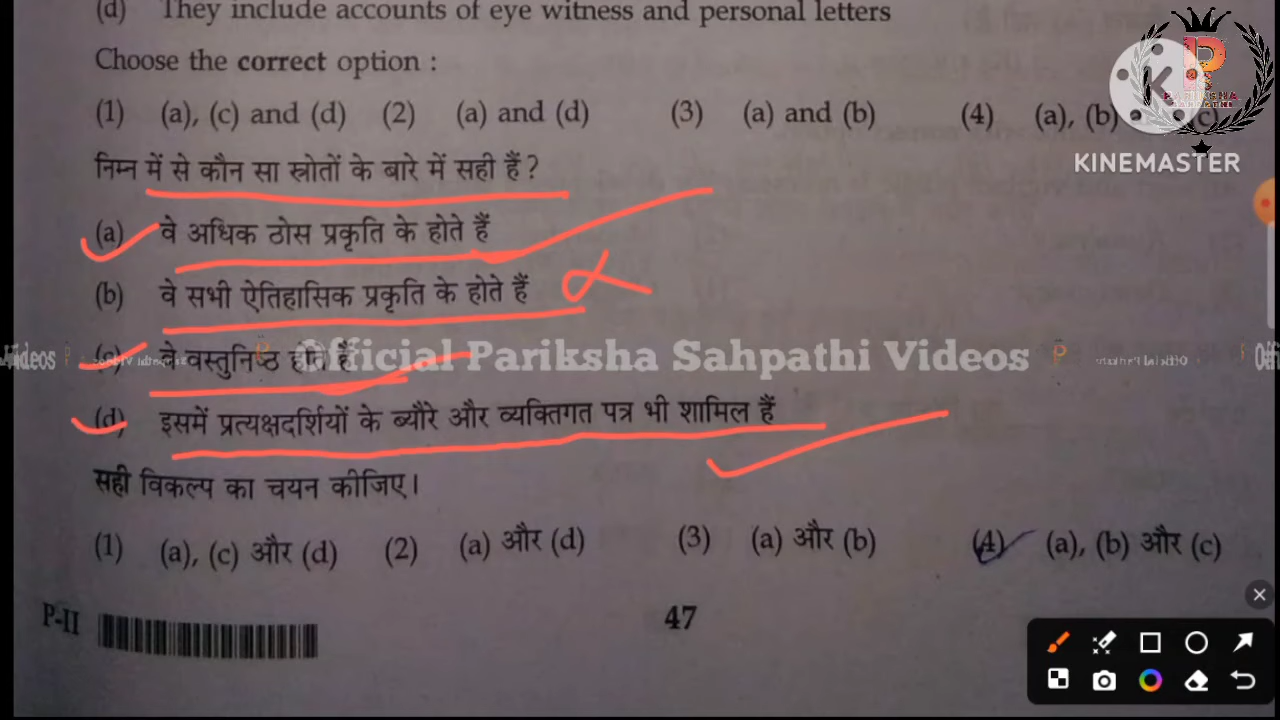 (d) They include accounts of eye witness and personal letters
Choose the correct option :
(1) (a), (c) and (d) (2) (a) and (d) (3) (a) and (b) (4) (a), (b) (c)
KINEMASTER
निम्न में से कौन सा स्रोतों के बारे में सही हैं ?
(a) वे अधिक ठोस प्रकृति के होते हैं
(b) वे सभी ऐतिहासिक प्रकृति के होते हैं
(c) वे वस्तुनिष्ठ होते हैं
Official Pariksha Sahpathi Videos
(d) इसमें प्रत्यक्षदर्शियों के ब्यौरे और व्यक्तिगत पत्र भी शामिल हैं
सही विकल्प का चयन कीजिए।
(1) (a), (c) और (d) (2) (a) और (d) (3) (a) और (b) (4) (a), (b) और (c)
P-II 47